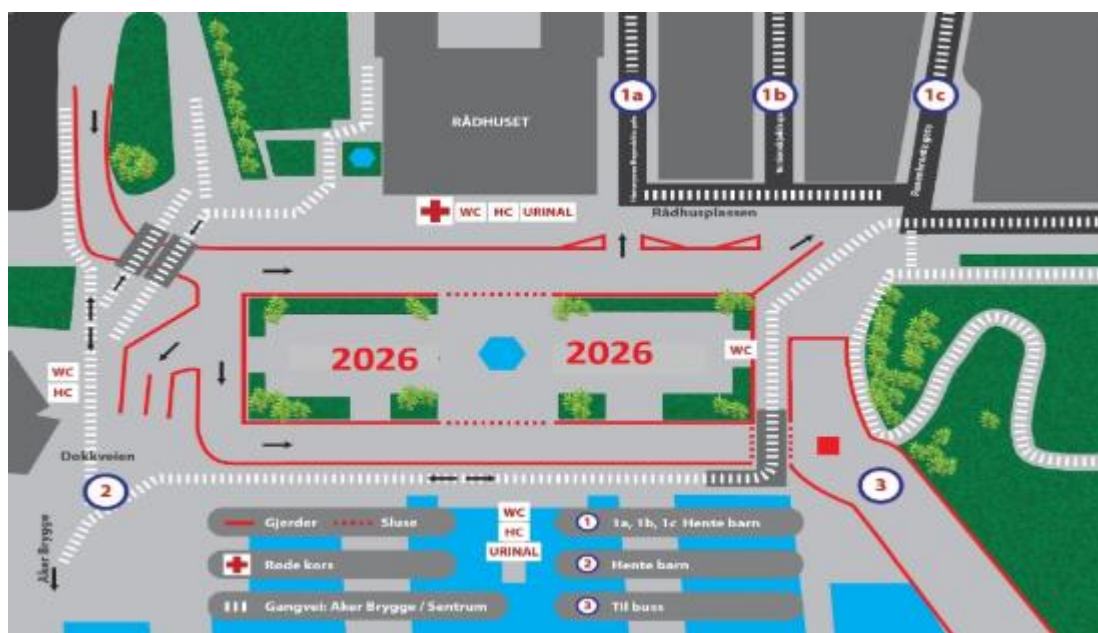 1a
1b
1c
RÅDHUSET
WC HC URINAL
Rådhusplassen
2026
2026
WC
WC
HC
Dokkveien
2
3
Aker Brygge
WC
HC
URINAL
Gjerder
Sluse
1 1a, 1b, 1c Hente barn
Røde kors
2 Hente barn
Gangvei: Aker Brygge / Sentrum
3 Til buss